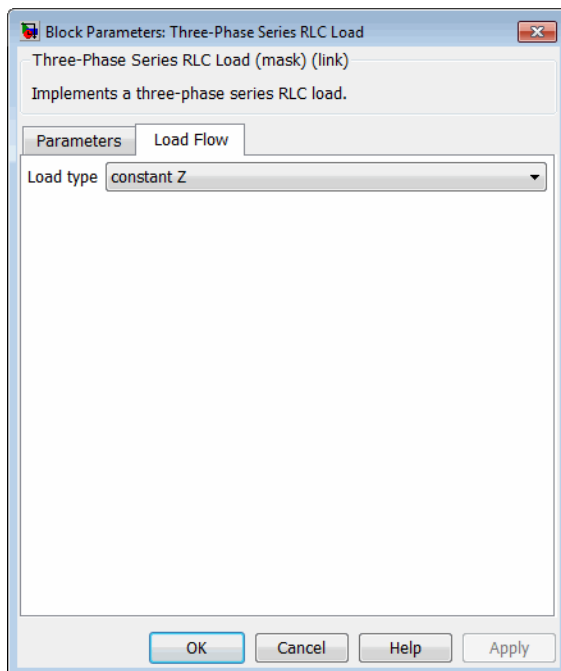 Block Parameters: Three-Phase Series RLC Load
Three-Phase Series RLC Load (mask) (link)
Implements a three-phase series RLC load.
Parameters
Load Flow
Load type constant Z
OK Cancel Help Apply